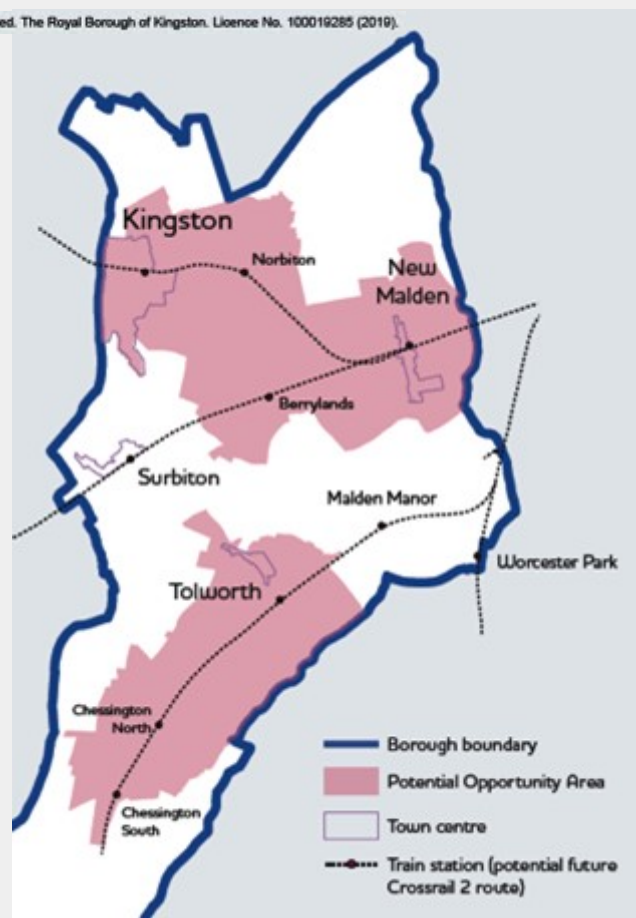 ed. The Royal Borough of Kingston. Licence No. 100019285 (2019).
Kingston
Norbiton
New
Malden
Berrylands
Surbiton
Malden Manor
Worcester Park
Tolworth
Chessington
North
Chessington
South
Borough boundary
Potential Opportunity Area
Town centre
Train station (potential future
Crossrail 2 route)